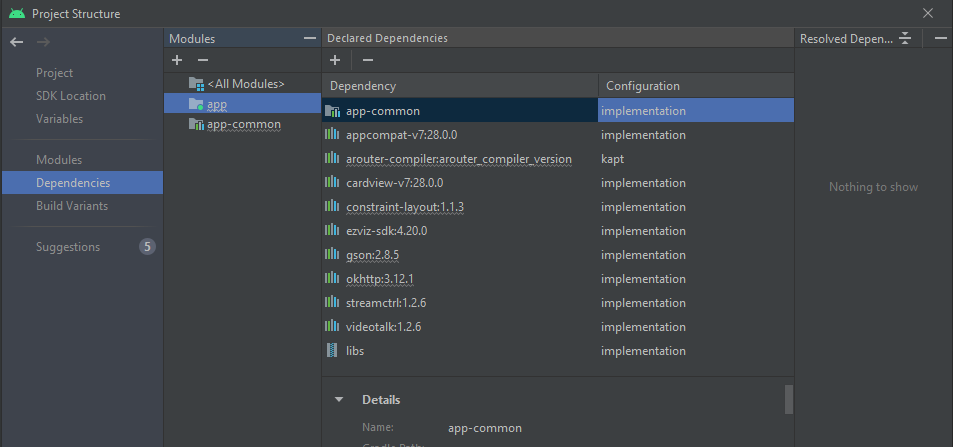 Project Structure
Modules
Declared Dependencies
Resolved Depen...
Project
SDK Location
Variables
Modules
Dependencies
Build Variants
Suggestions 5
<All Modules>
app
app-common
Dependency Configuration
app-common implementation
appcompat-v7:28.0.0 implementation
arouter-compiler:arouter_compiler_version kapt
cardview-v7:28.0.0 implementation
constraint-layout:1.1.3 implementation
ezviz-sdk:4.20.0 implementation
gson:2.8.5 implementation
okhttp:3.12.1 implementation
streamctrl:1.2.6 implementation
videotalk:1.2.6 implementation
libs implementation
Details
Name: app-common
Gradle Path:
Nothing to show